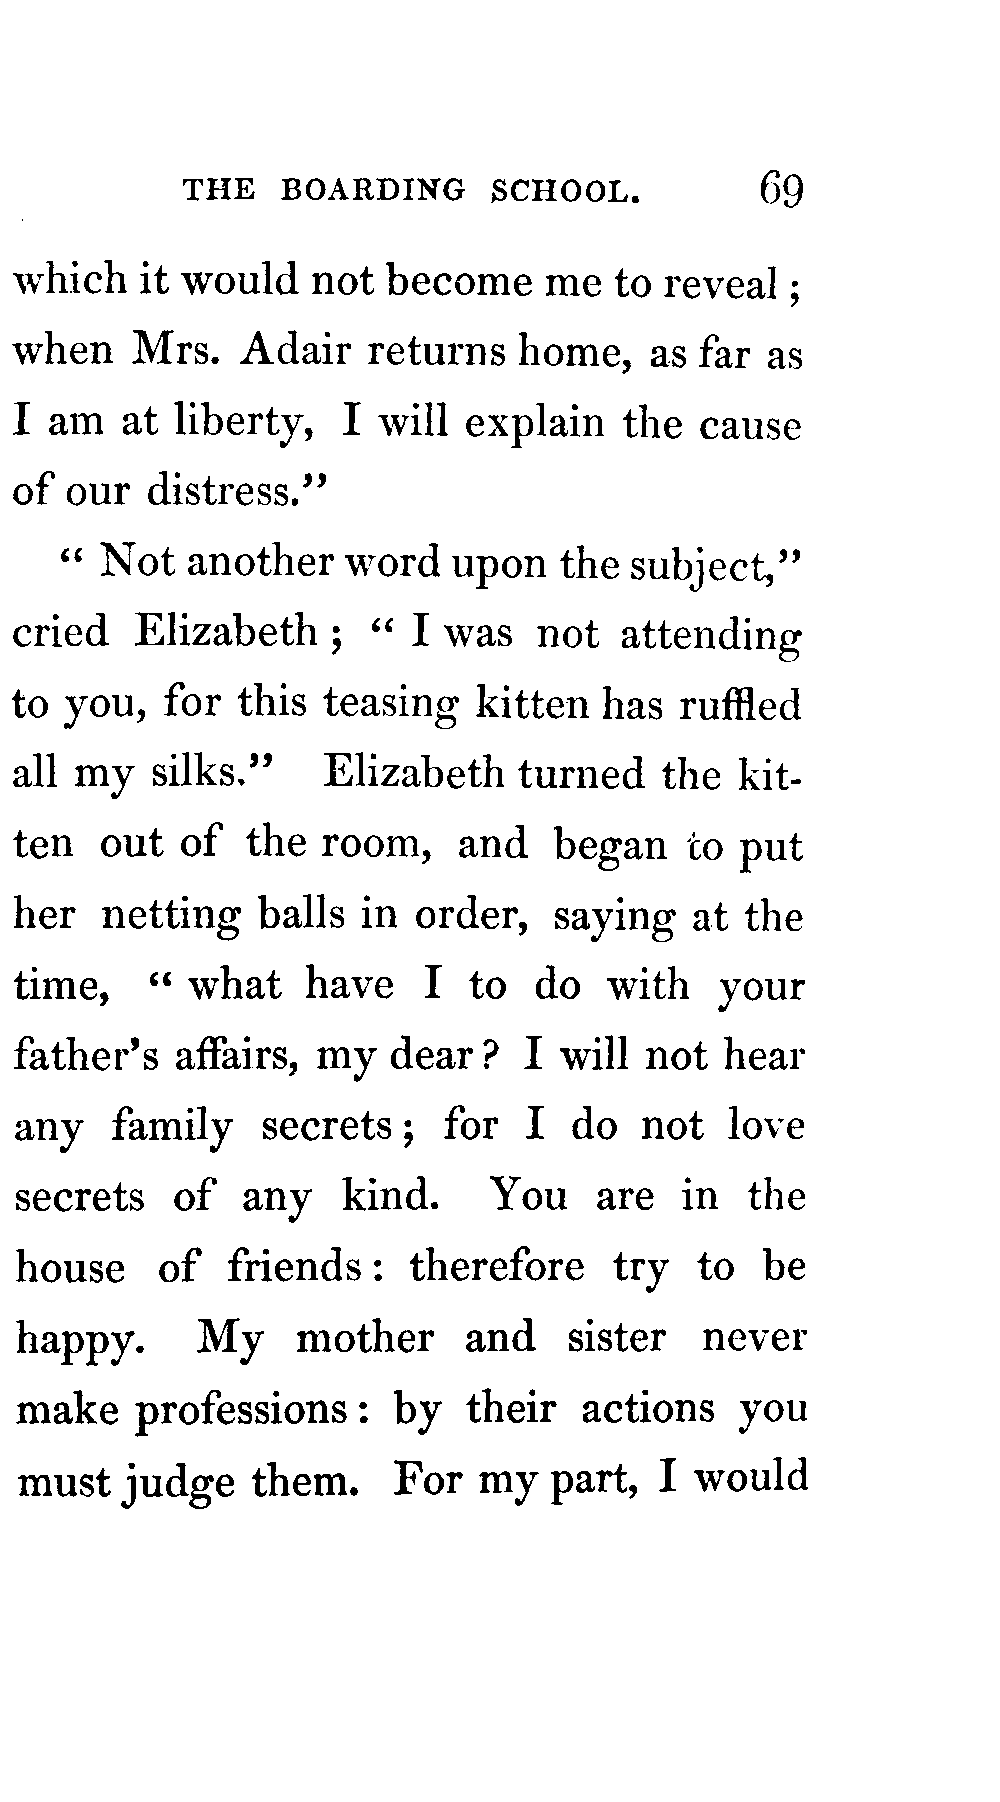 THE BOARDING SCHOOL. 69
which it would not become me to reveal ;
when Mrs. Adair returns home, as far as
I am at liberty, I will explain the cause
of our distress.”
“ Not another word upon the subject,”
cried Elizabeth ; “ I was not attending
to you, for this teasing kitten has ruffled
all my silks.” Elizabeth turned the kit-
ten out of the room, and began to put
her netting balls in order, saying at the
time, “ what have I to do with your
father’s affairs, my dear ? I will not hear
any family secrets ; for I do not love
secrets of any kind. You are in the
house of friends : therefore try to be
happy. My mother and sister never
make professions : by their actions you
must judge them. For my part, I would